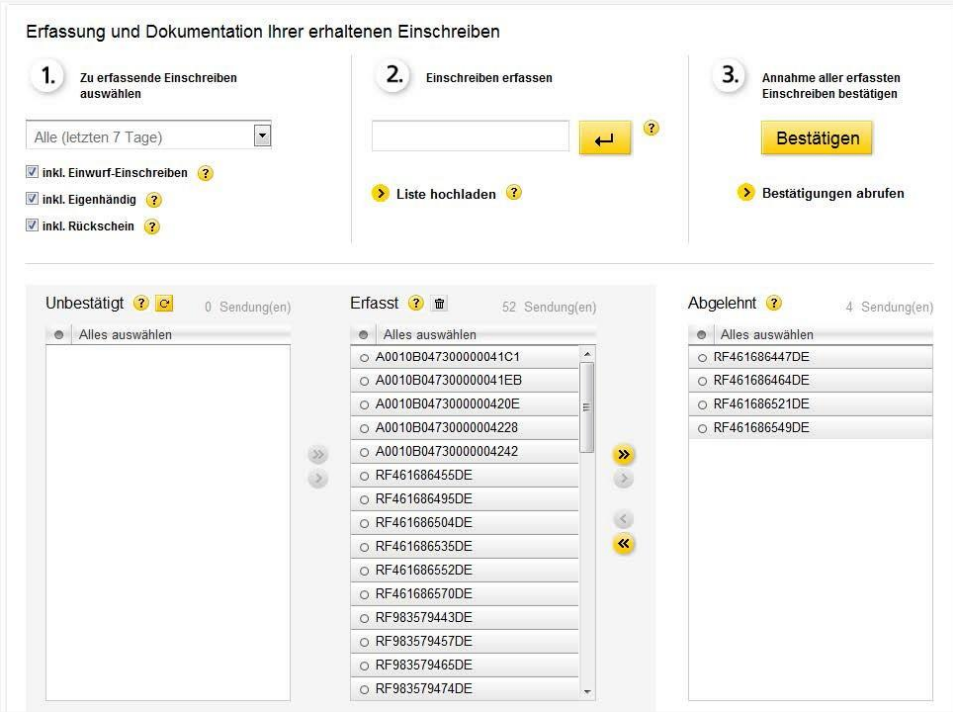 Erfassung und Dokumentation Ihrer erhaltenen Einschreiben
1.
Zu erfassende Einschreiben
auswählen
Alle (letzten 7 Tage)
inkl. Einwurf-Einschreiben ?
inkl. Eigenhändig ?
inkl. Rückschein ?
2.
Einschreiben erfassen
?
Liste hochladen ?
3.
Annahme aller erfassten
Einschreiben bestätigen
Bestätigen
Bestätigungen abrufen
Unbestätigt ? 0 Sendung(en)
Alles auswählen
Erfasst ? 52 Sendung(en)
Alles auswählen
A0010B047300000041C1
A0010B047300000041EB
A0010B0473000000420E
A0010B04730000004228
A0010B04730000004242
RF461686455DE
RF461686495DE
RF461686504DE
RF461686535DE
RF461686552DE
RF461686570DE
RF983579443DE
RF983579457DE
RF983579465DE
RF983579474DE
Abgelehnt ? 4 Sendung(en)
Alles auswählen
RF461686447DE
RF461686464DE
RF461686521DE
RF461686549DE